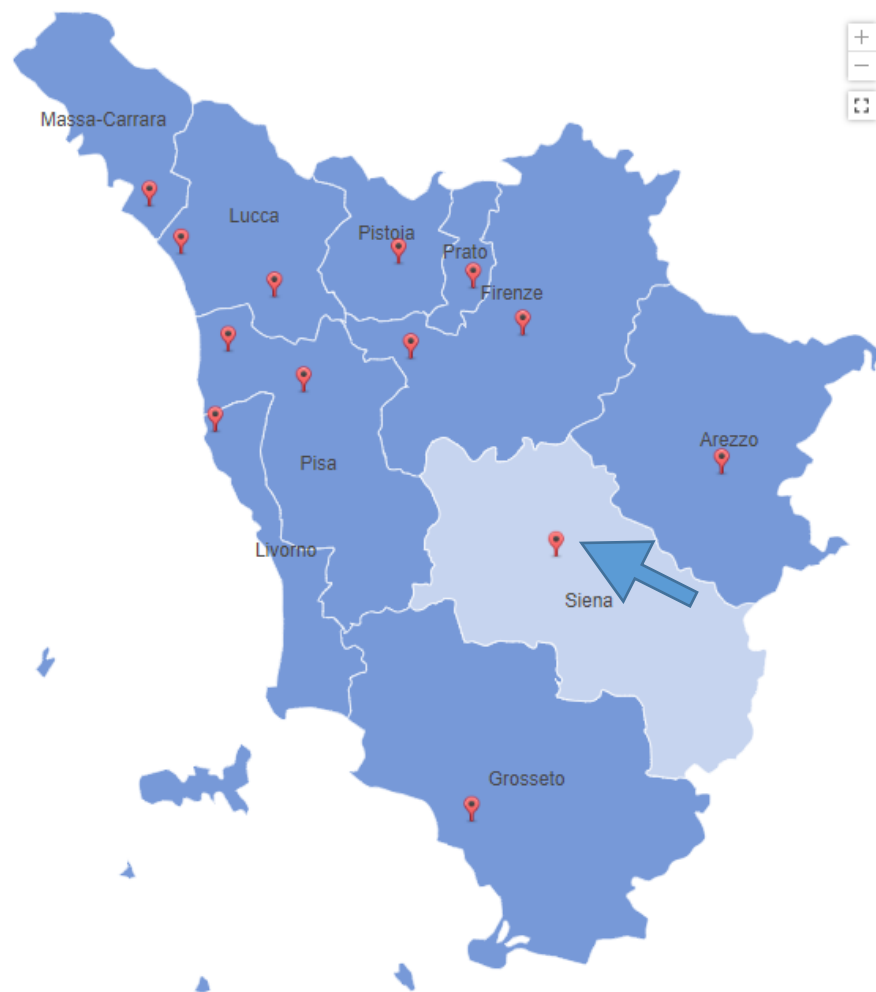 +
−
Massa-Carrara
Lucca
Pistoia
Prato
Firenze
Arezzo
Pisa
Livorno
Siena
Grosseto